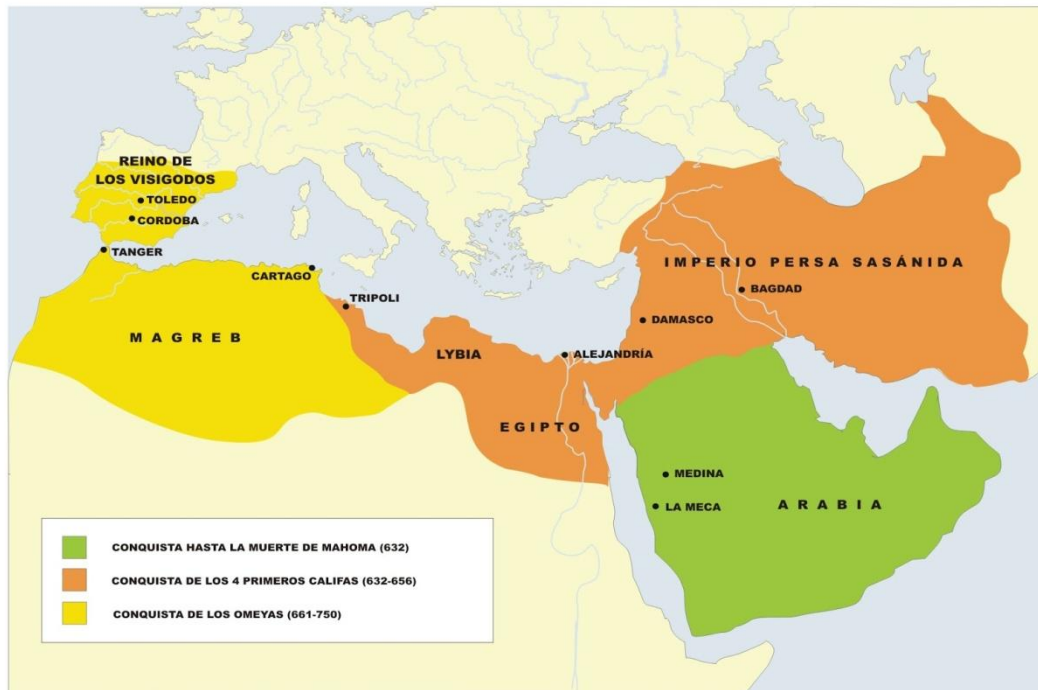 REINO DE
LOS VISIGODOS
TOLEDO
CORDOBA
TANGER
CARTAGO
TRIPOLI
MAGREB
LYBIA
ALEJANDRÍA
EGIPTO
IMPERIO PERSA SASÁNIDA
BAGDAD
DAMASCO
MEDINA
LA MECA
ARABIA
CONQUISTA HASTA LA MUERTE DE MAHOMA (632)
CONQUISTA DE LOS 4 PRIMEROS CALIFAS (632-656)
CONQUISTA DE LOS OMEYAS (661-750)